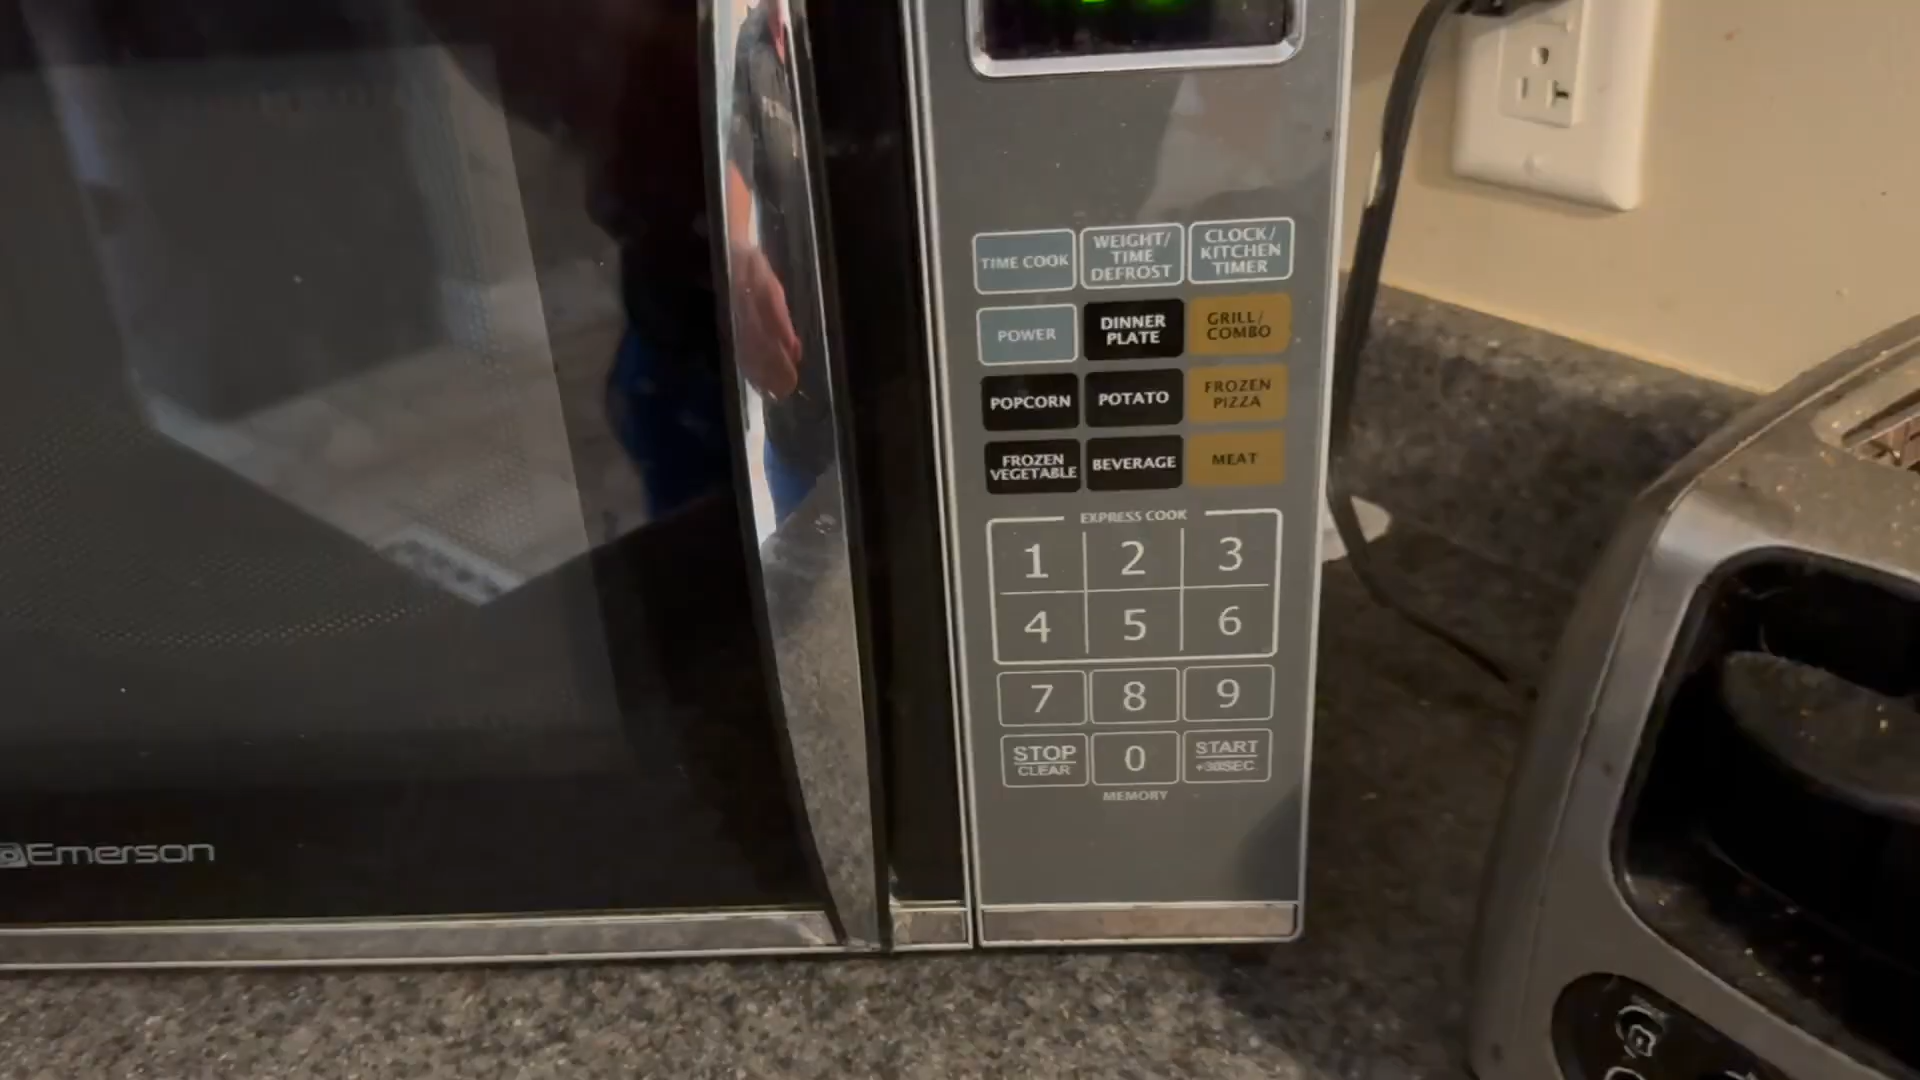 TIME COOK
WEIGHT/
TIME
DEFROST
CLOCK/
KITCHEN
TIMER
POWER
DINNER
PLATE
GRILL/
COMBO
POPCORN
POTATO
FROZEN
PIZZA
FROZEN
VEGETABLE
BEVERAGE
MEAT
EXPRESS COOK
1 2 3
4 5 6
7 8 9
STOP
CLEAR
0
START
+30SEC
MEMORY
Emerson